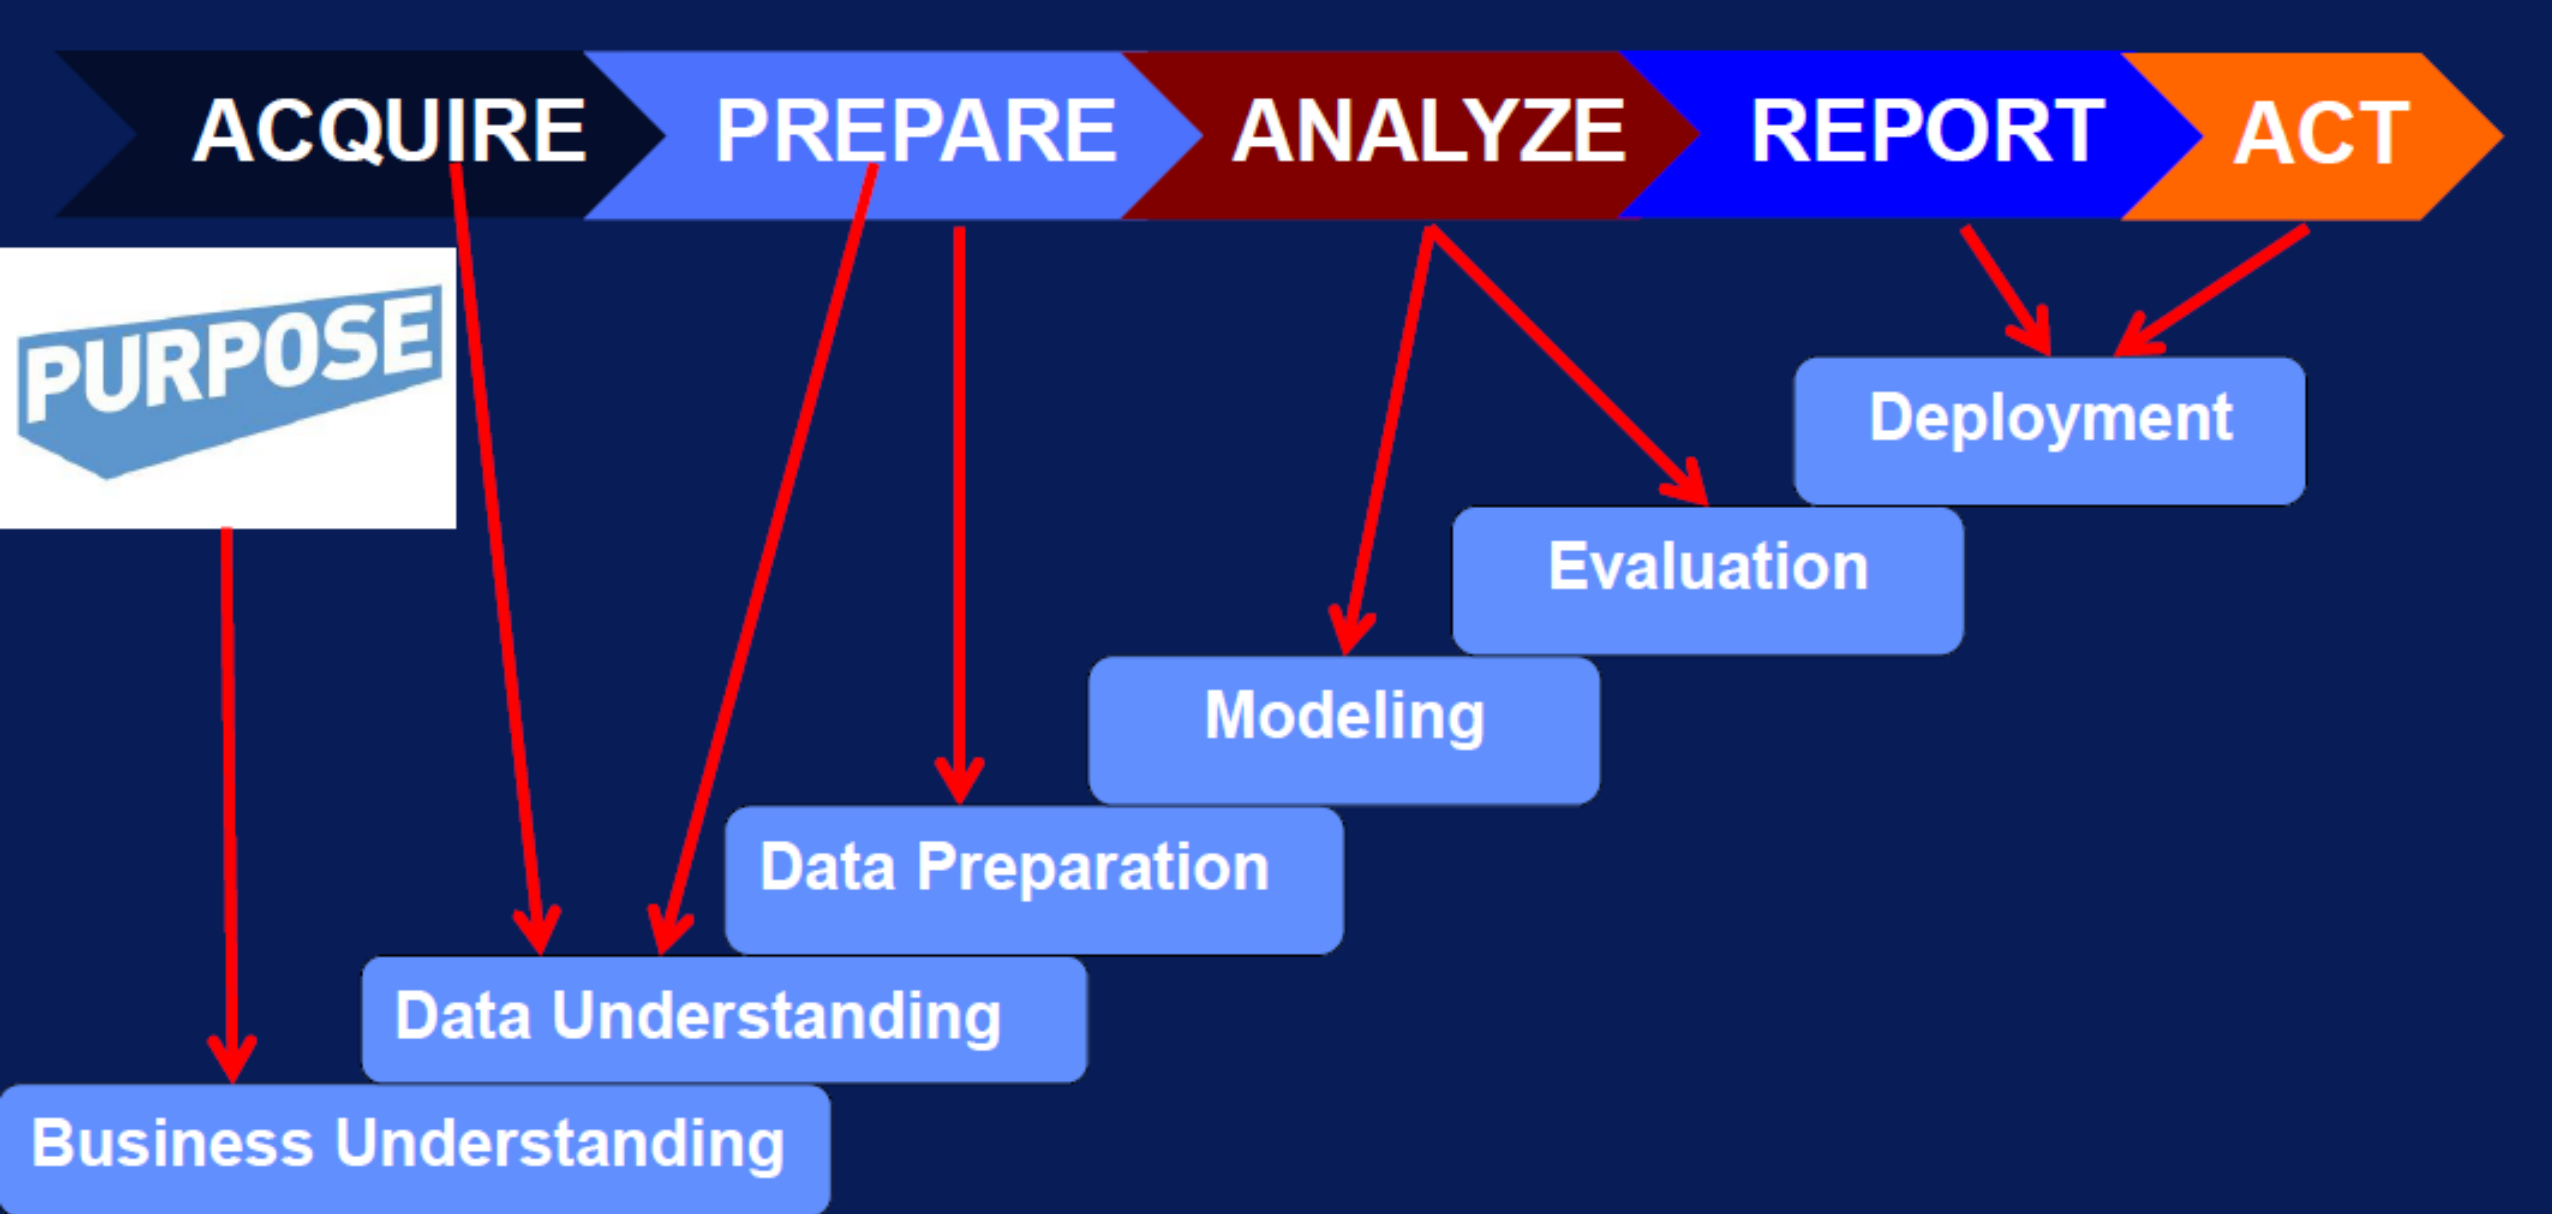 ACQUIRE PREPARE ANALYZE REPORT ACT
PURPOSE
Deployment
Evaluation
Modeling
Data Preparation
Data Understanding
Business Understanding